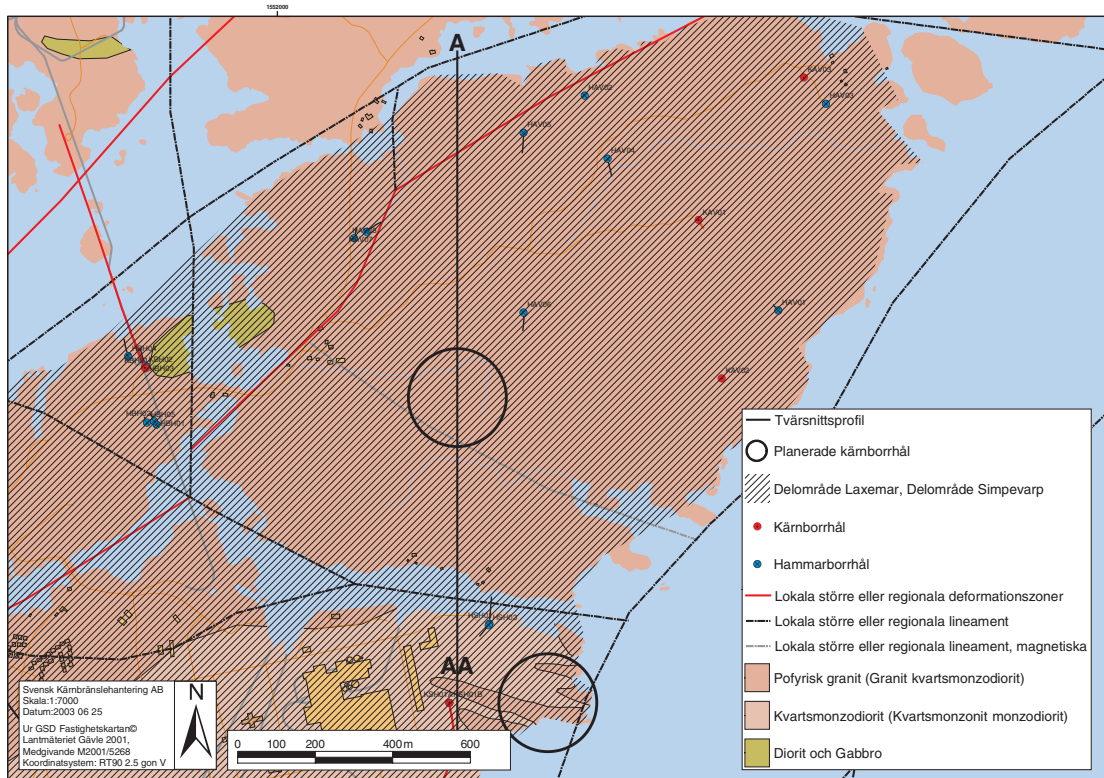 1552000
A
KAV03
HAV02
HAV03
HAV05
HAV04
KAV01
HAV06
HAV01
KAV02
HSH03
AA
Tvärsnittsprofil
Planerade kärnborrhål
Delområde Laxemar, Delområde Simpevarp
Kärnborrhål
Hammarborrhål
Lokala större eller regionala deformationszoner
Lokala större eller regionala lineament
Lokala större eller regionala lineament, magnetiska
Pofyrisk granit (Granit kvartsmonzodiorit)
Kvartsmonzodiorit (Kvartsmonzonit monzodiorit)
Diorit och Gabbro
Svensk Kärnbränslehantering AB
Skala:1:7000
Datum:2003 06 25
Ur GSD Fastighetskartan©
Lantmäteriet Gävle 2001,
Medgivande M2001/5268
Koordinatsystem: RT90 2.5 gon V
N
0 100 200 400m 600